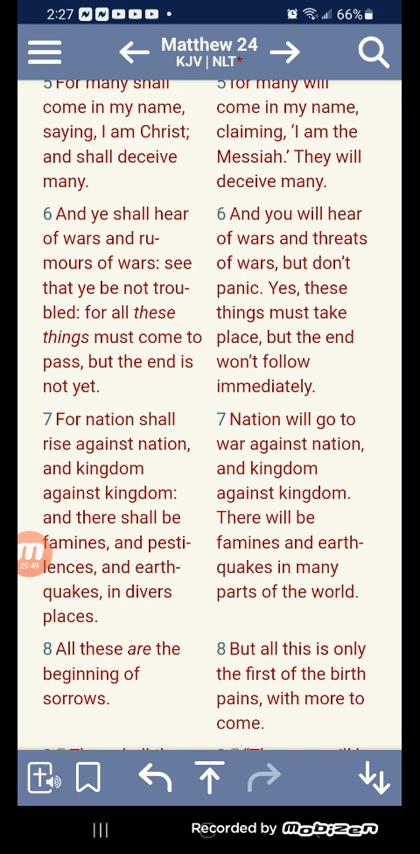 2:27 66%
Matthew 24
KJV | NLT*
5 For many shall
come in my name,
saying, I am Christ;
and shall deceive
many.
6 And ye shall hear
of wars and ru-
mours of wars: see
that ye be not trou-
bled: for all these
things must come to
pass, but the end is
not yet.
7 For nation shall
rise against nation,
and kingdom
against kingdom:
and there shall be
famines, and pesti-
lences, and earth-
quakes, in divers
places.
8 All these are the
beginning of
sorrows.
5 for many will
come in my name,
claiming, ‘I am the
Messiah.’ They will
deceive many.
6 And you will hear
of wars and threats
of wars, but don’t
panic. Yes, these
things must take
place, but the end
won’t follow
immediately.
7 Nation will go to
war against nation,
and kingdom
against kingdom.
There will be
famines and earth-
quakes in many
parts of the world.
8 But all this is only
the first of the birth
pains, with more to
come.
29:49
Recorded by mobizen